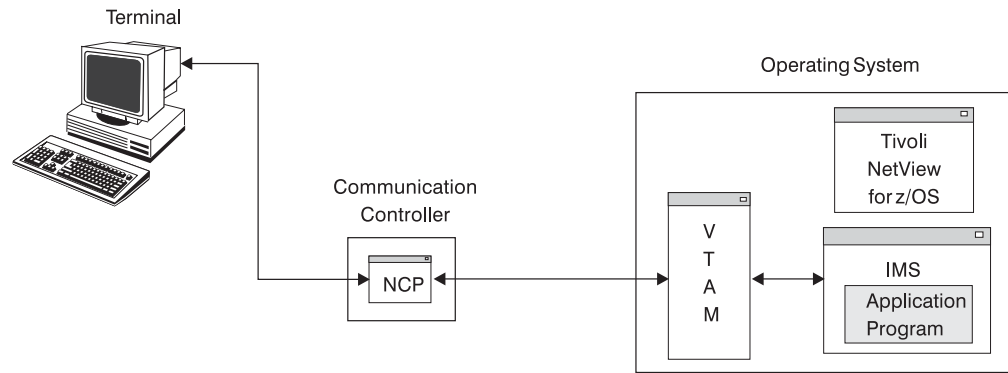 Terminal
Operating System
Tivoli
NetView
for z/OS
Communication
Controller
NCP
V
T
A
M
IMS
Application
Program